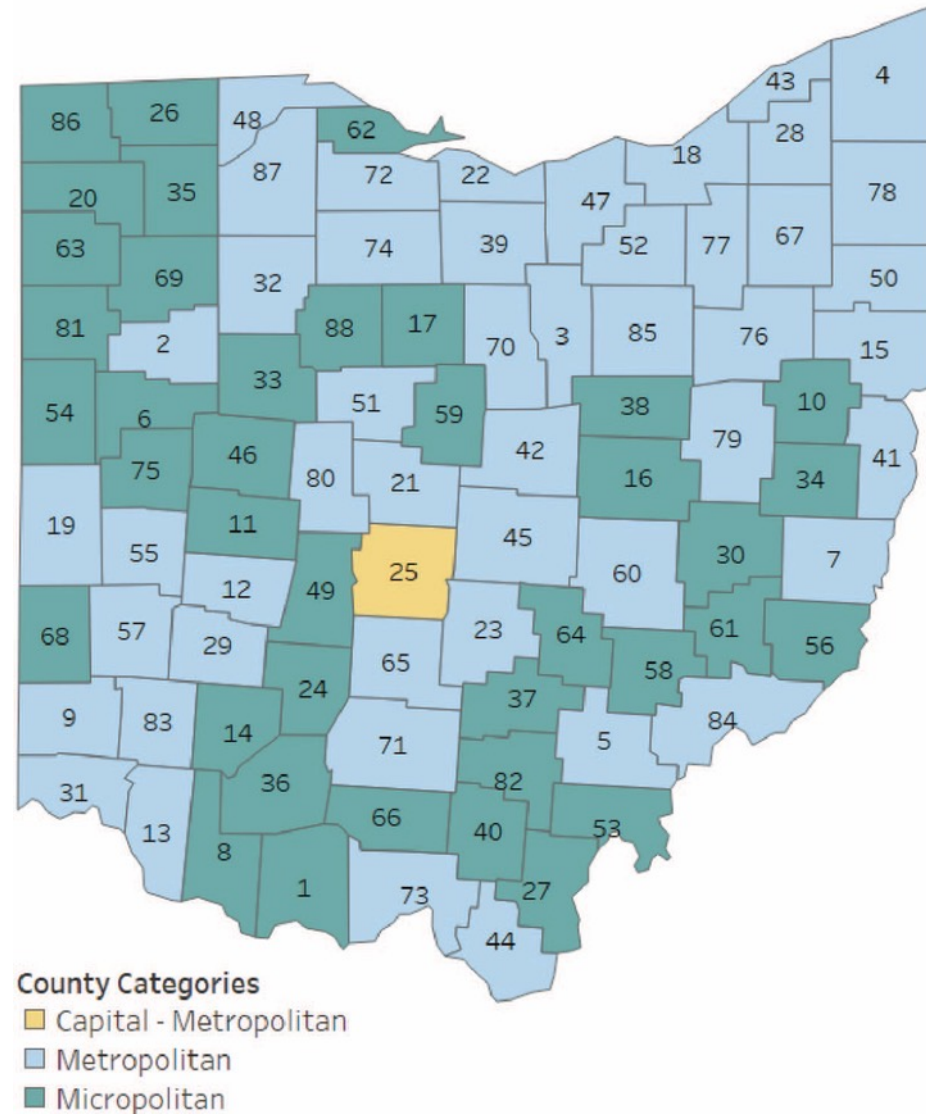 43 4
86 26 48 62 28
18
87 72 22
20 35 47 78
63 39 52 77 67
74
69 32 50
81 2 88 17 70 3 85 76 15
33
54 6 51 59 38 10
79
75 46 80 21 42 16 34 41
19 55 11 45
25 30 7
12 49 60
68 57 29 23 64 61 56
65 58
24 37
9 83 14 71 5 84
31 36 82
13 66 40 53
8 1 73 27
44
County Categories
Capital - Metropolitan
Metropolitan
Micropolitan